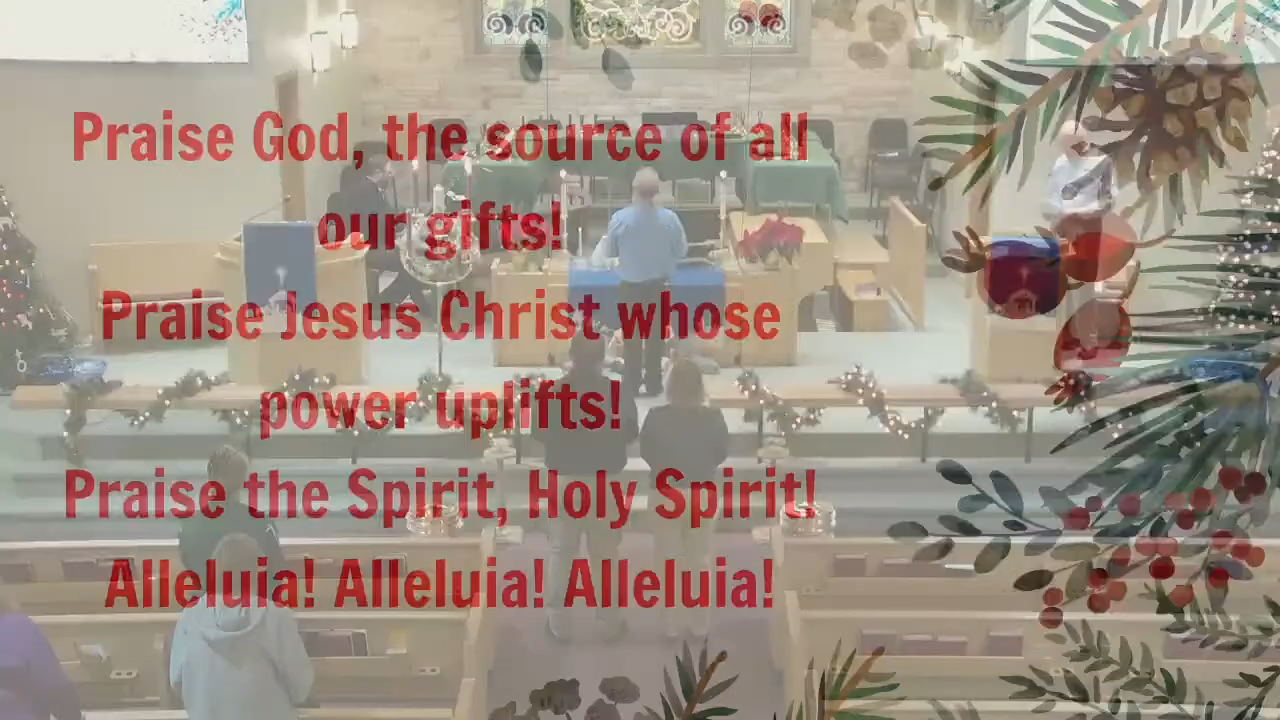 Praise God, the source of all
our gifts!
Praise Jesus Christ whose
power uplifts!
Praise the Spirit, Holy Spirit!
Alleluia! Alleluia! Alleluia!